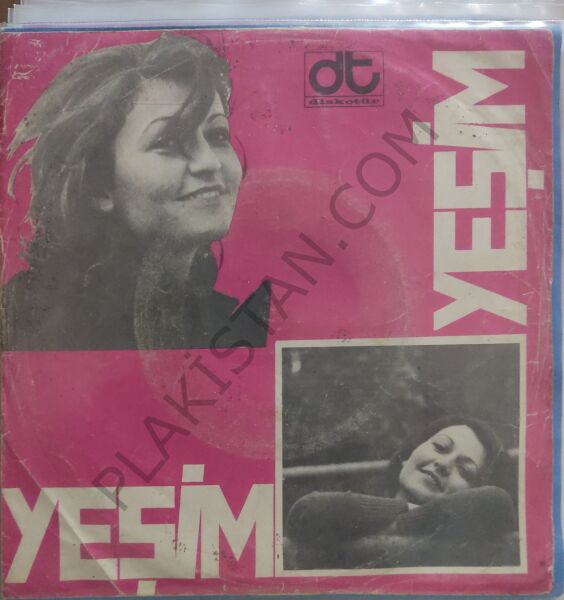 dt
diskotür
YEŞİM
YEŞİM
PLAKİSTAN.COM